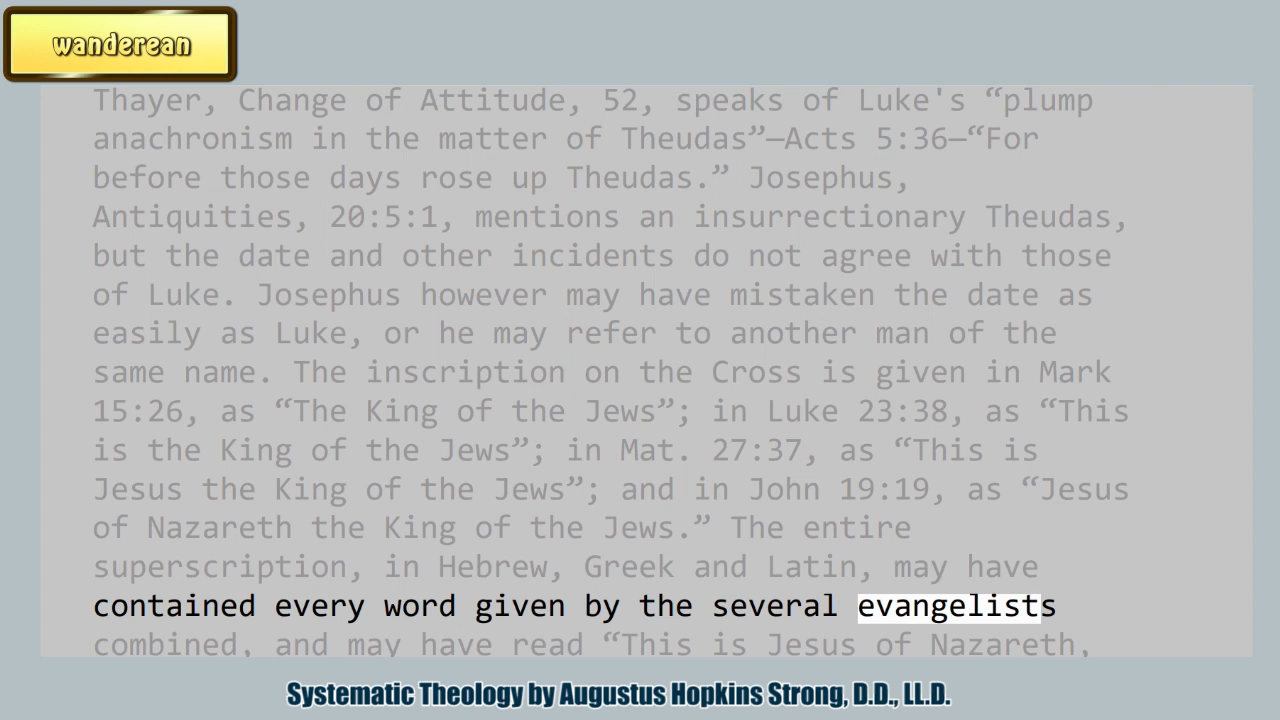 wanderean
Thayer, Change of Attitude, 52, speaks of Luke's “plump
anachronism in the matter of Theudas”—Acts 5:36—“For
before those days rose up Theudas.” Josephus,
Antiquities, 20:5:1, mentions an insurrectionary Theudas,
but the date and other incidents do not agree with those
of Luke. Josephus however may have mistaken the date as
easily as Luke, or he may refer to another man of the
same name. The inscription on the Cross is given in Mark
15:26, as “The King of the Jews”; in Luke 23:38, as “This
is the King of the Jews”; in Mat. 27:37, as “This is
Jesus the King of the Jews”; and in John 19:19, as “Jesus
of Nazareth the King of the Jews.” The entire
superscription, in Hebrew, Greek and Latin, may have
contained every word given by the several evangelists
combined, and may have read “This is Jesus of Nazareth,
Systematic Theology by Augustus Hopkins Strong, D.D., LL.D.